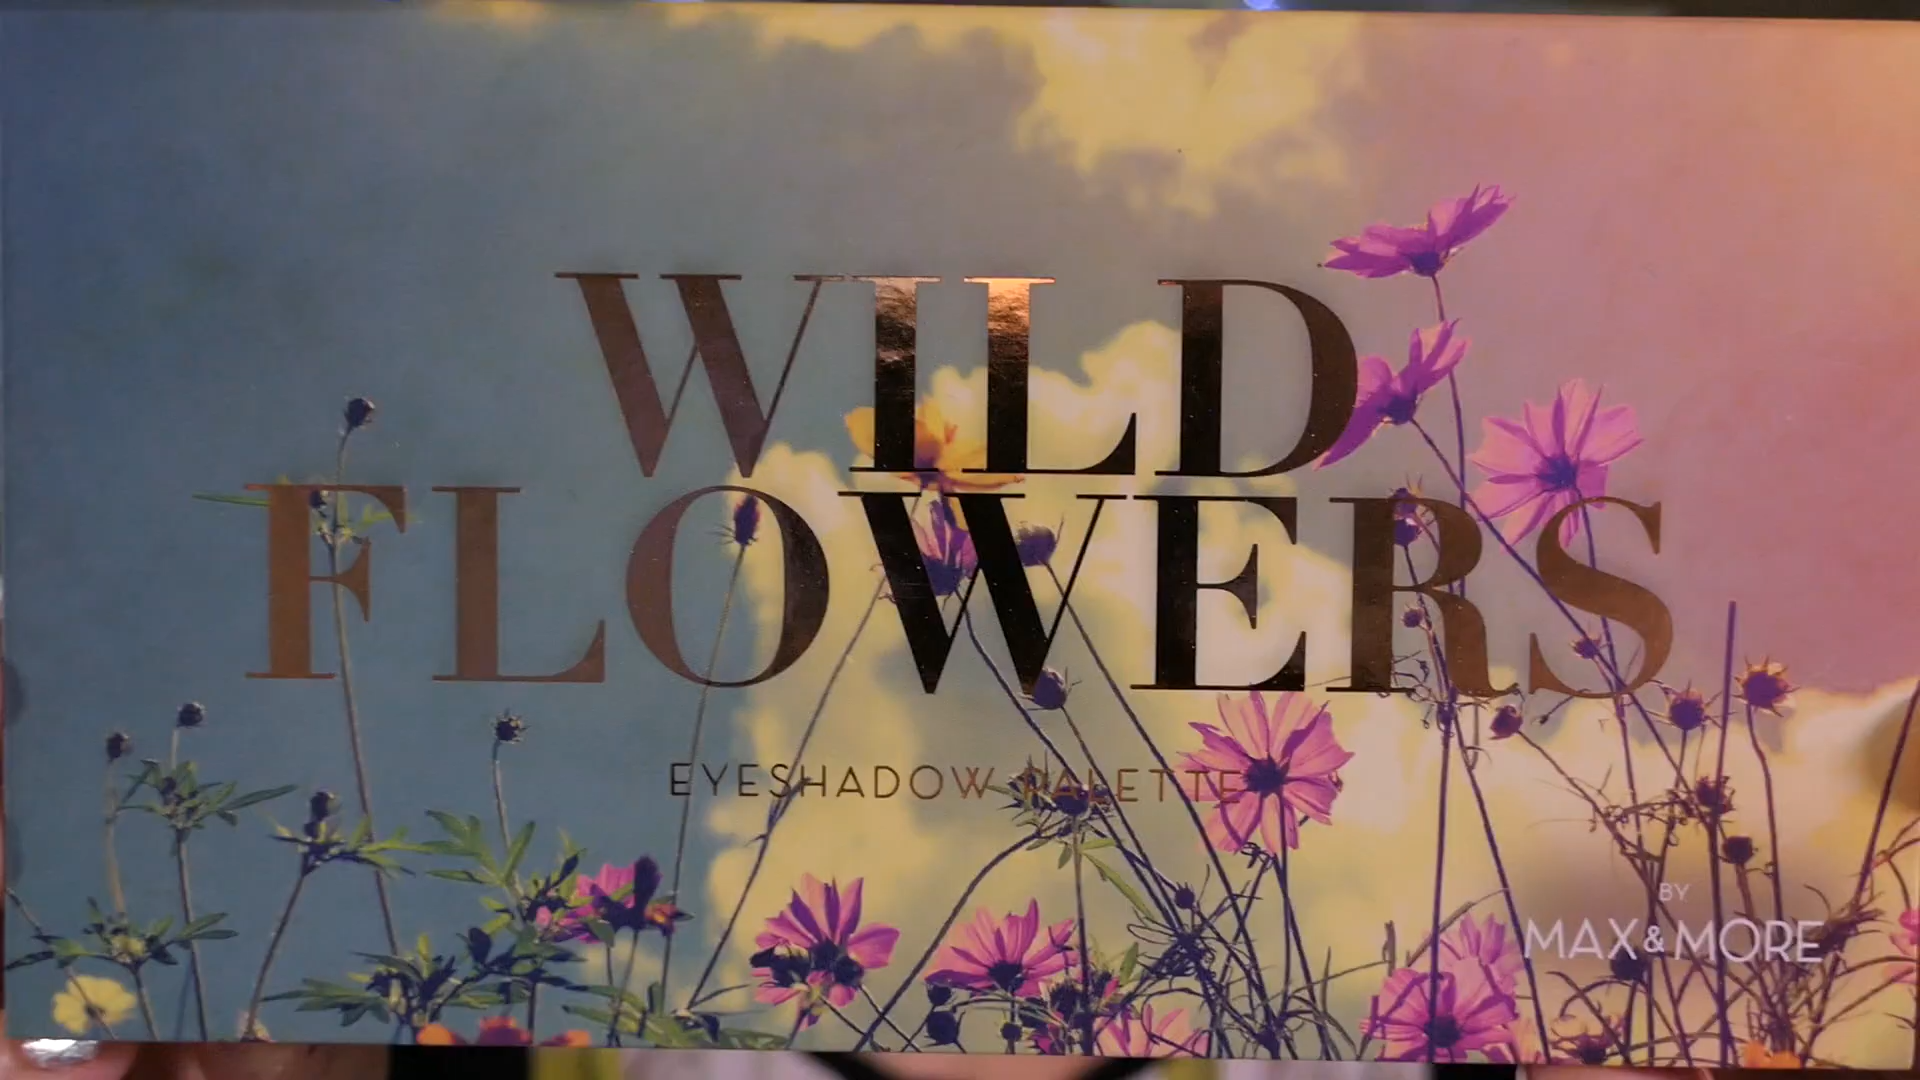 WILD
FLOWERS
EYESHADOW PALETTE
BY
MAX & MORE